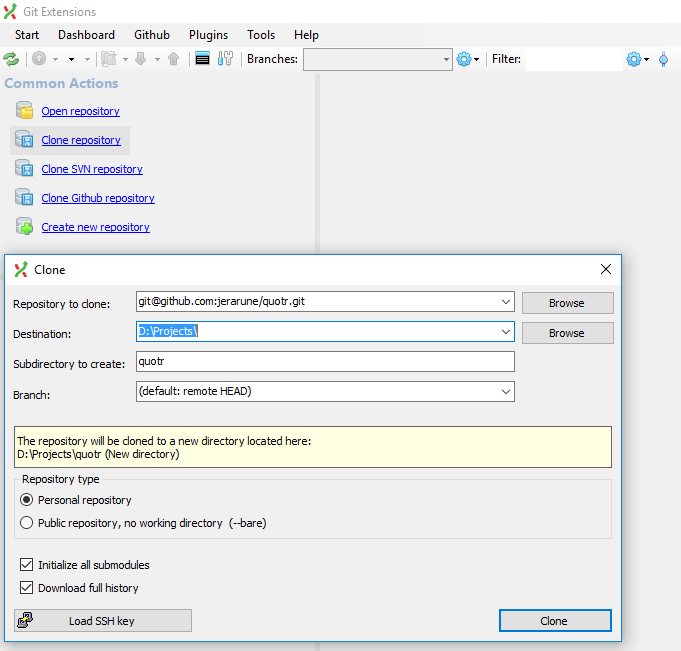 Git Extensions
Start Dashboard Github Plugins Tools Help
Branches: Filter:
Common Actions
Open repository
Clone repository
Clone SVN repository
Clone Github repository
Create new repository
Clone
Repository to clone: git@github.com:jerarune/quotr.git Browse
Destination: D:\Projects\ Browse
Subdirectory to create: quotr
Branch: (default: remote HEAD)
The repository will be cloned to a new directory located here:
D:\Projects\quotr (New directory)
Repository type
Personal repository
Public repository, no working directory (--bare)
Initialize all submodules
Download full history
Load SSH key Clone